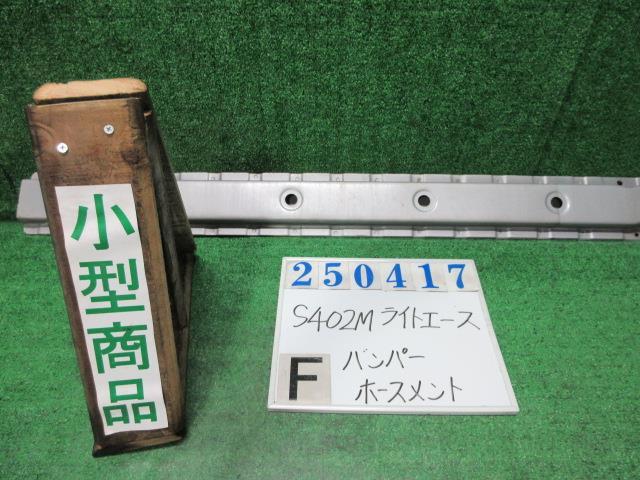 小型商品
250417
S402M ライトエース
F
バンパー
ホースメント